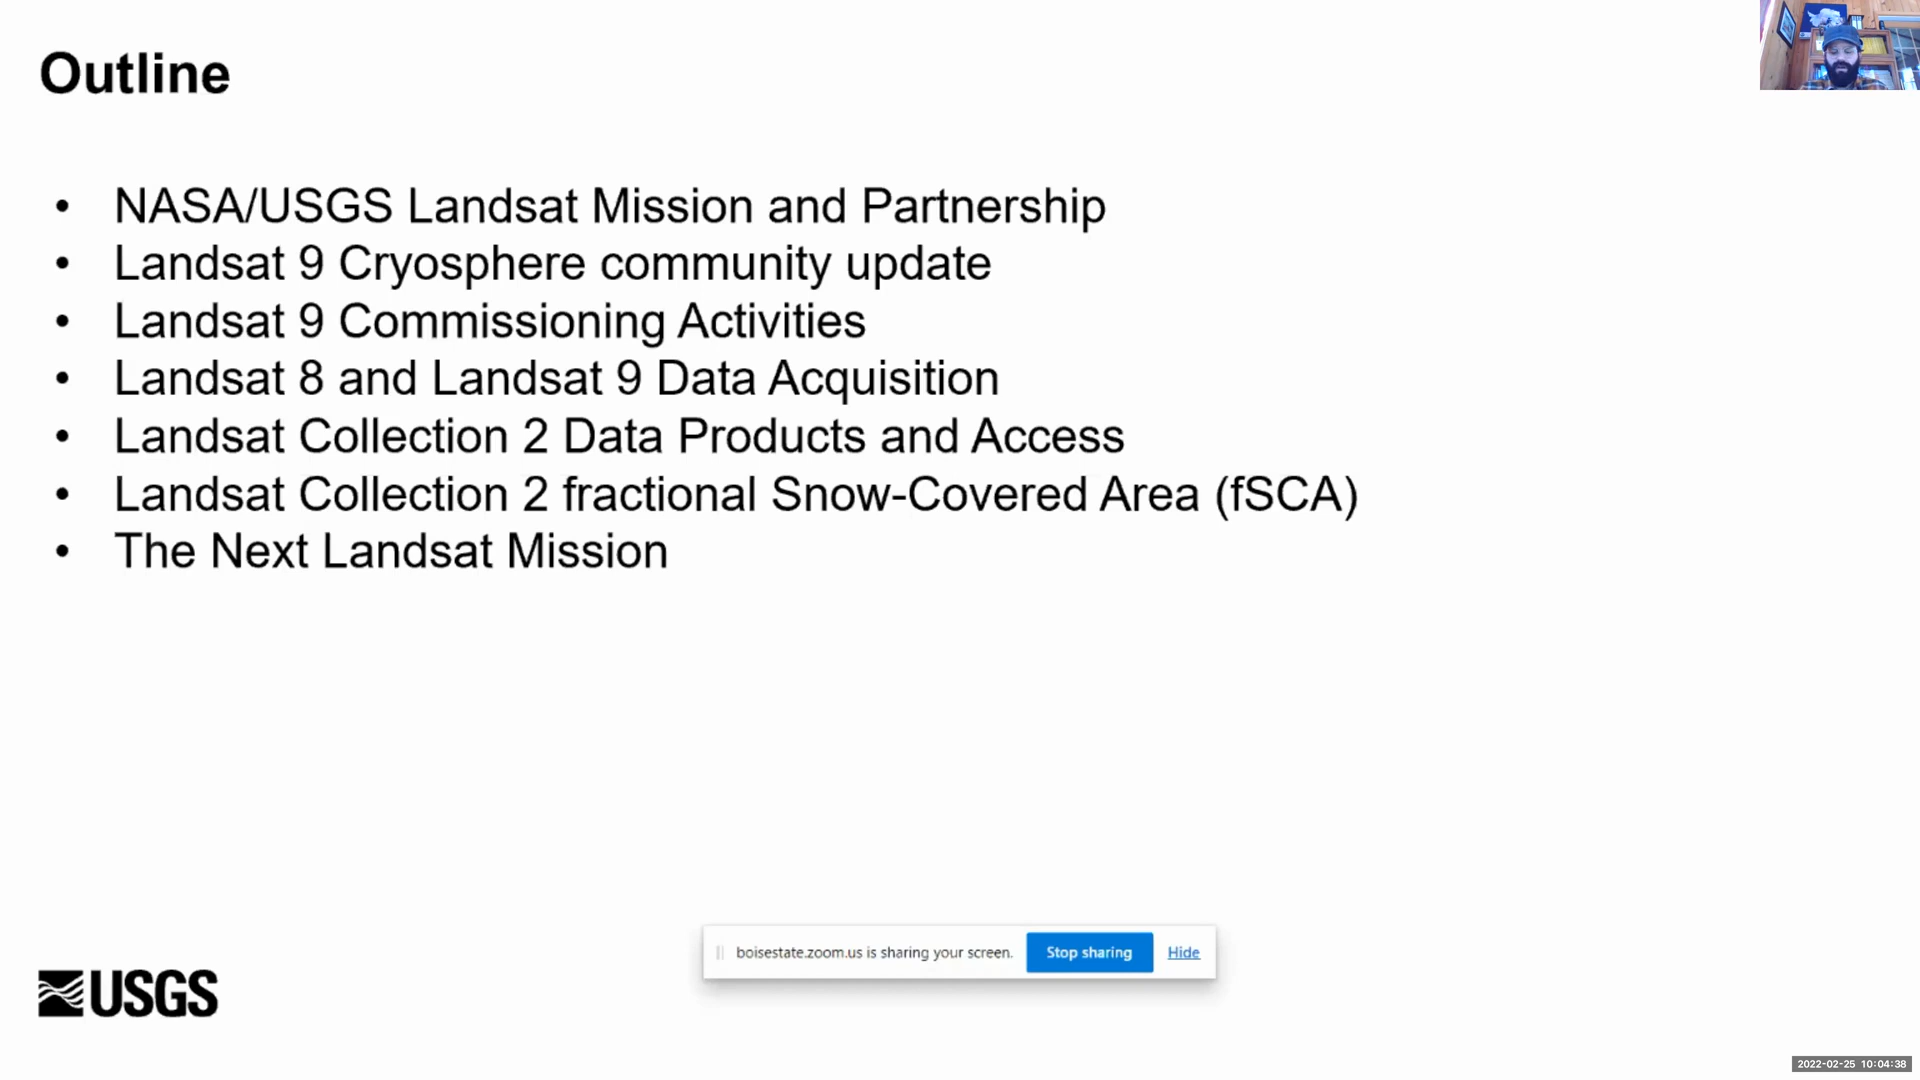 Outline
• NASA/USGS Landsat Mission and Partnership
• Landsat 9 Cryosphere community update
• Landsat 9 Commissioning Activities
• Landsat 8 and Landsat 9 Data Acquisition
• Landsat Collection 2 Data Products and Access
• Landsat Collection 2 fractional Snow-Covered Area (fSCA)
• The Next Landsat Mission
boisestate.zoom.us is sharing your screen. Stop sharing Hide
USGS
2022-02-25 10:04:38